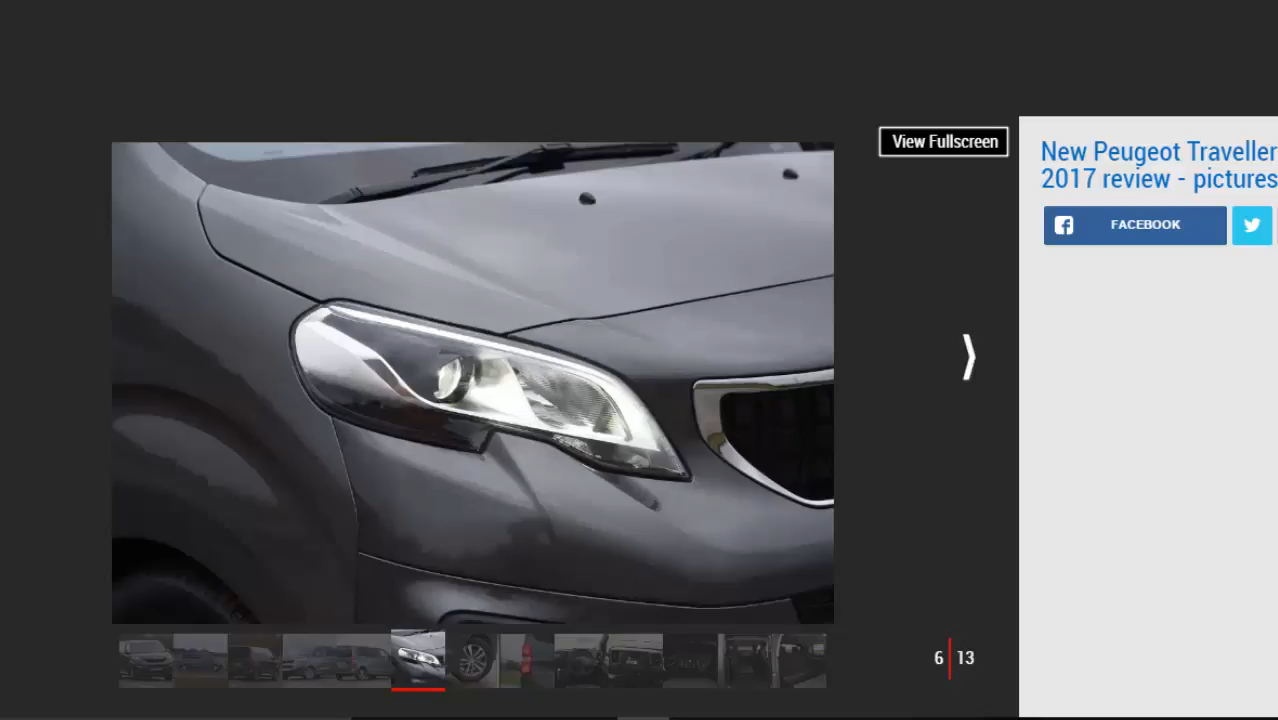 View Fullscreen
New Peugeot Traveller
2017 review - pictures
FACEBOOK
6 13